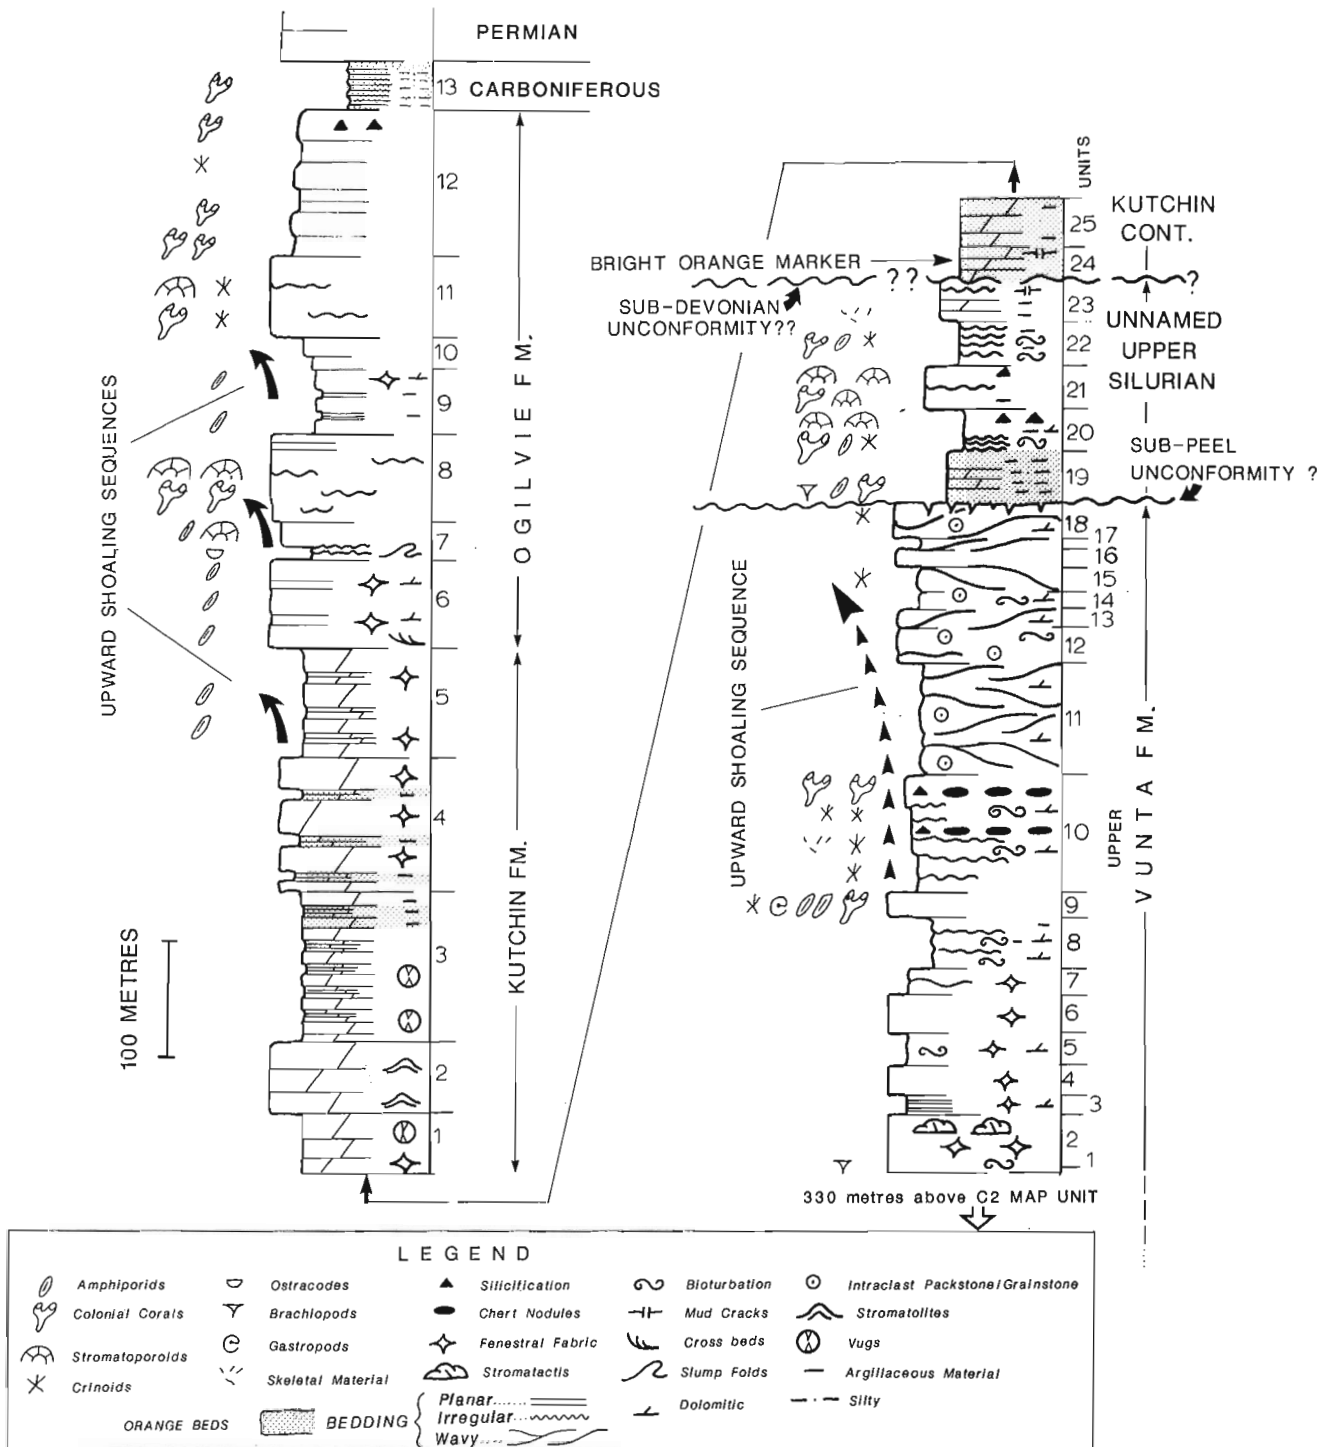 PERMIAN
13
CARBONIFEROUS
12
11
10
9
8
7
6
5
4
3
2
1
OGILVIE FM.
KUTCHIN FM.
UPWARD SHOALING SEQUENCES
100 METRES
UNITS
KUTCHIN
CONT.
25
24
BRIGHT ORANGE MARKER
??
?
SUB-DEVONIAN
UNCONFORMITY??
23
22
21
20
19
UNNAMED
UPPER
SILURIAN
SUB-PEEL
UNCONFORMITY ?
18
17
16
15
14
13
12
11
10
9
8
7
6
5
4
3
2
1
UPWARD SHOALING SEQUENCE
UPPER
VUNTA FM.
330 metres above C2 MAP UNIT
LEGEND
Amphiporids
Colonial Corals
Stromatoporoids
Crinoids
Ostracodes
Brachiopods
Gastropods
Skeletal Material
Silicification
Chert Nodules
Fenestral Fabric
Stromatactis
Bioturbation
Mud Cracks
Cross beds
Slump Folds
Dolomitic
Intraclast Packstone/Grainstone
Stromatolites
Vugs
Argillaceous Material
Silty
ORANGE BEDS
BEDDING
Planar......
Irregular...
Wavy....